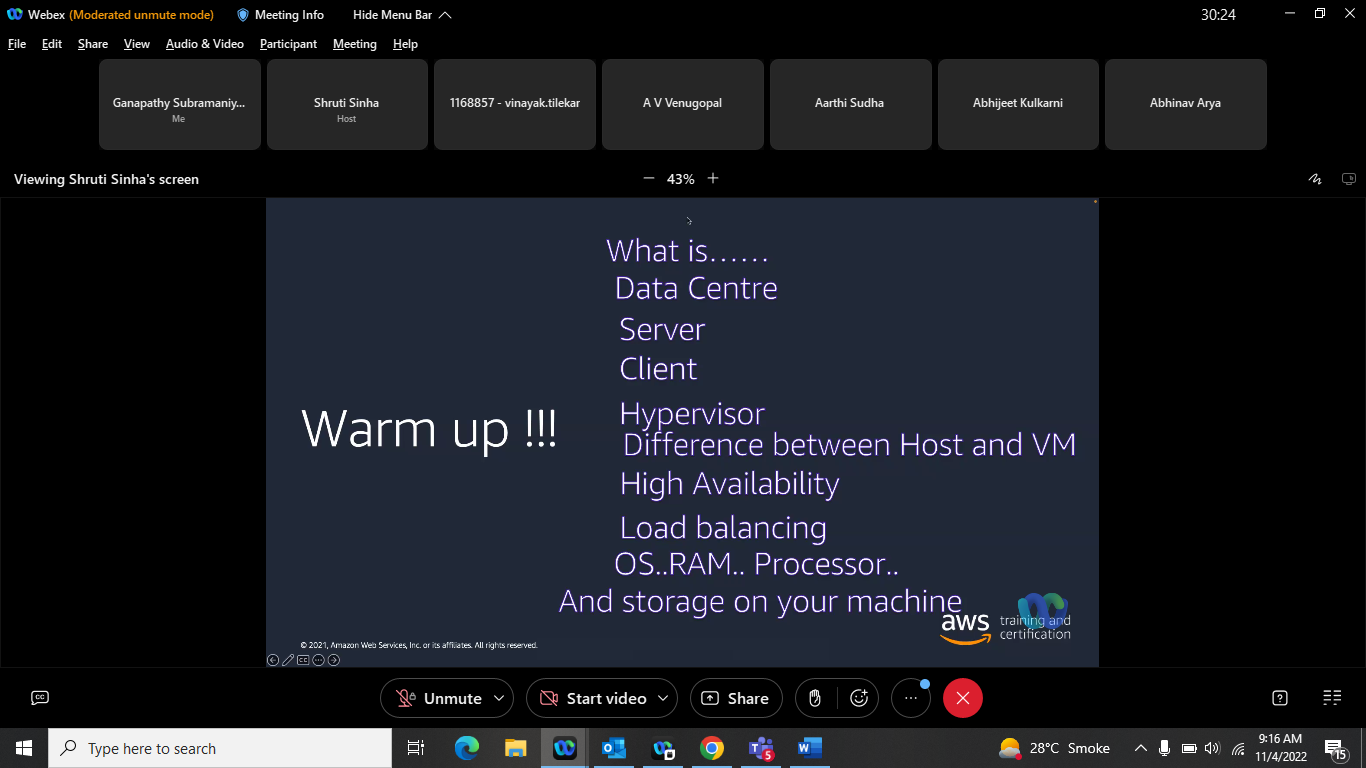 Webex (Moderated unmute mode) Meeting Info Hide Menu Bar 30:24
File Edit Share View Audio & Video Participant Meeting Help
Ganapathy Subramaniy... Shruti Sinha 1168857 - vinayak.tilekar A V Venugopal Aarthi Sudha Abhijeet Kulkarni Abhinav Arya
Me Host
Viewing Shruti Sinha's screen 43%
What is......
Data Centre
Server
Client
Hypervisor
Warm up !!!
Difference between Host and VM
High Availability
Load balancing
OS..RAM.. Processor..
And storage on your machine
aws training and
certification
© 2021, Amazon Web Services, Inc. or its affiliates. All rights reserved.
CC
CC Unmute Start video Share
Type here to search 5 28°C Smoke 9:16 AM
11/4/2022 15